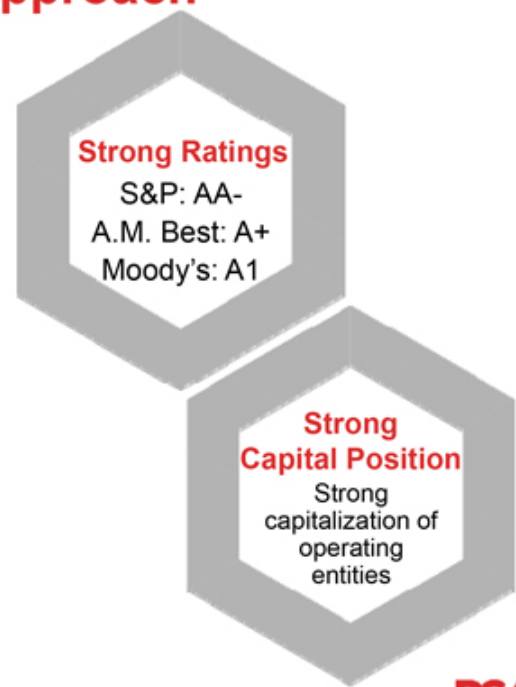 Strong Ratings
S&P: AA-
A.M. Best: A+
Moody's: A1
Strong
Capital Position
Strong
capitalization of
operating
entities